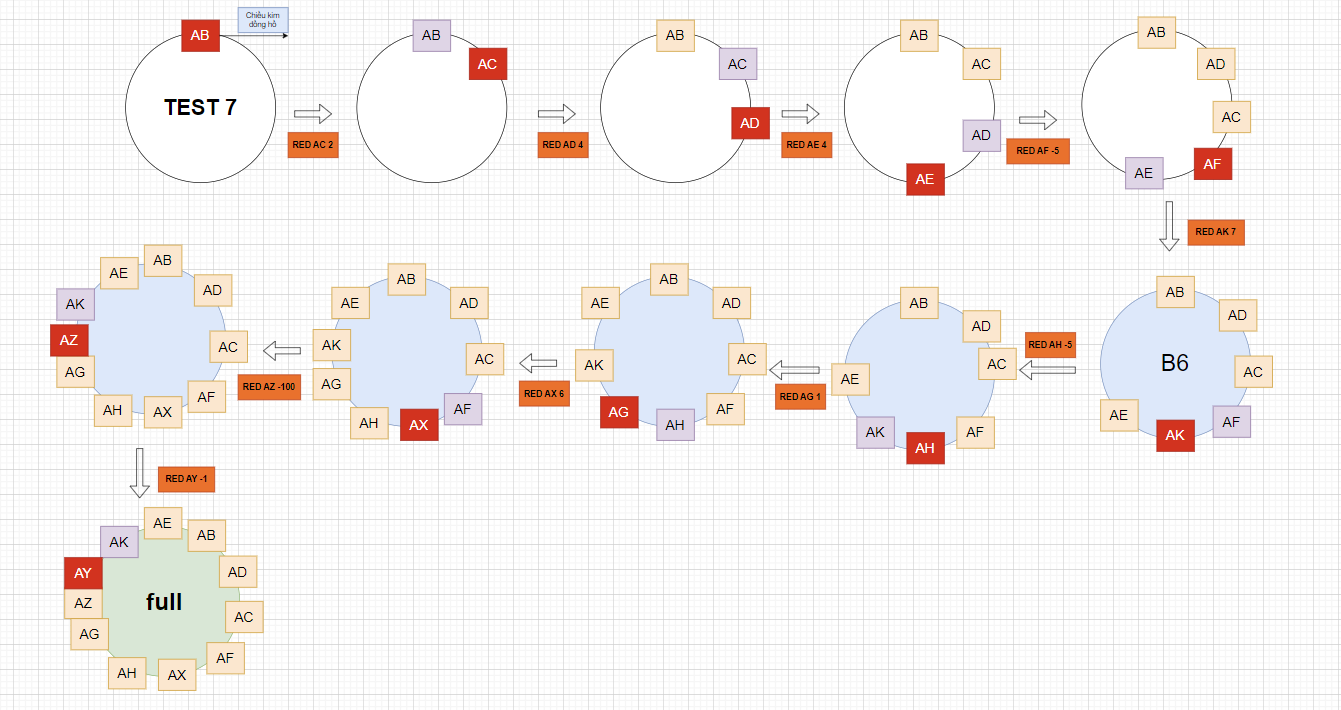 AB
Chiều kim
đồng hồ
TEST 7
RED AC 2
AB
AC
RED AD 4
AB
AC
AD
RED AE 4
AB
AC
AD
AE
RED AF -5
AB
AD
AC
AF
AE
RED AK 7
AB
AD
AC
AF
AK
AE
B6
RED AH -5
AB
AD
AC
AF
AH
AK
AE
RED AG 1
AB
AD
AC
AF
AH
AG
AK
AE
RED AX 6
AB
AD
AC
AF
AX
AH
AG
AK
AE
RED AZ -100
AB
AD
AC
AF
AX
AH
AG
AZ
AK
AE
RED AY -1
AE
AB
AD
AC
AF
AX
AH
AG
AZ
AY
AK
full